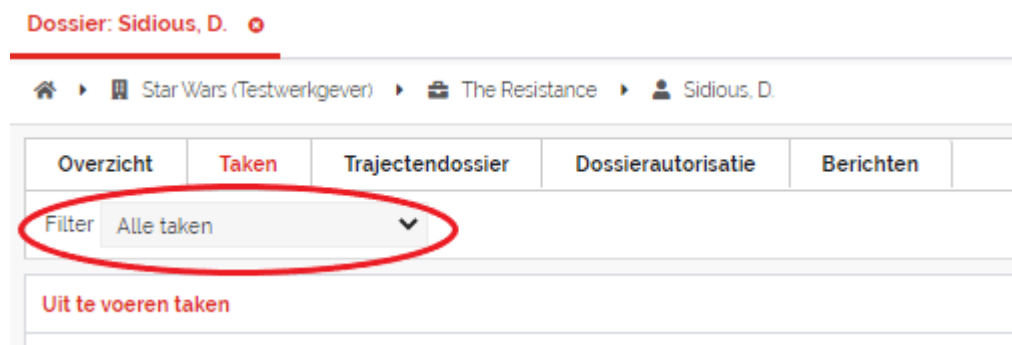 Dossier: Sidious, D.
Star Wars (Testwerkgever) The Resistance Sidious, D.
Overzicht Taken Trajectendossier Dossierautorisatie Berichten
Filter Alle taken
Uit te voeren taken